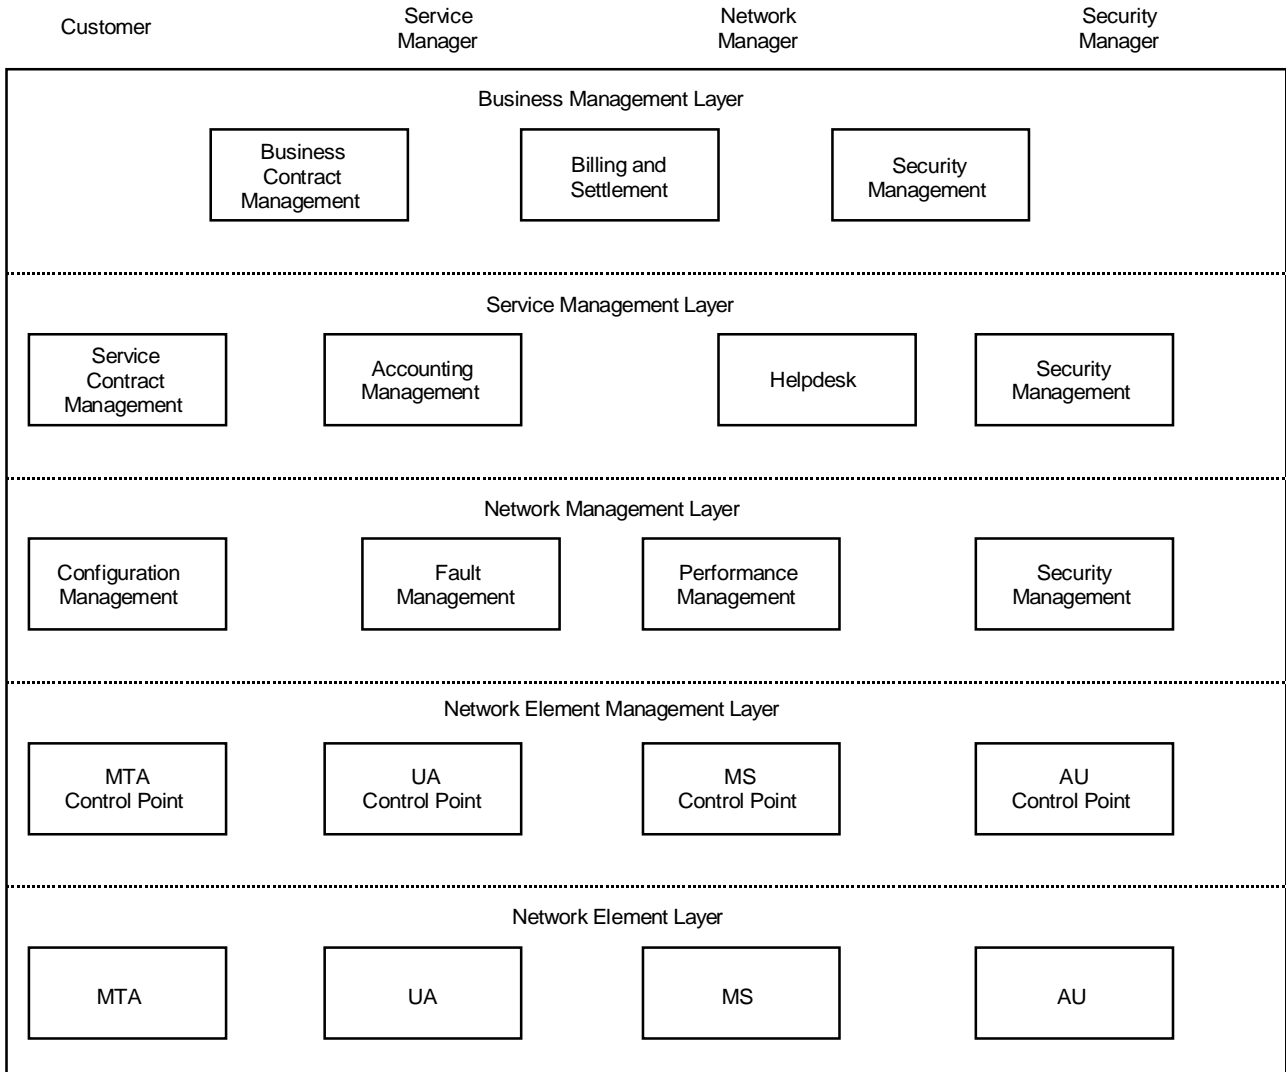 Customer
Service
Manager
Network
Manager
Security
Manager
Business Management Layer
Business
Contract
Management
Billing and
Settlement
Security
Management
Service Management Layer
Service
Contract
Management
Accounting
Management
Helpdesk
Security
Management
Network Management Layer
Configuration
Management
Fault
Management
Performance
Management
Security
Management
Network Element Management Layer
MTA
Control Point
UA
Control Point
MS
Control Point
AU
Control Point
Network Element Layer
MTA
UA
MS
AU